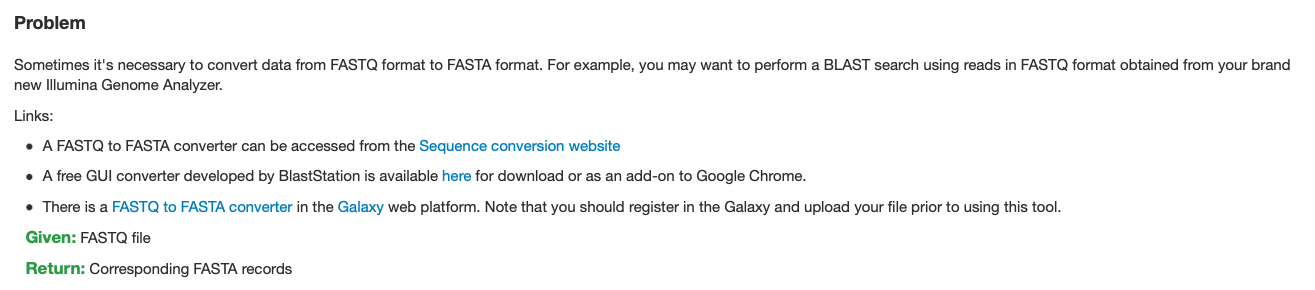 Problem
Sometimes it's necessary to convert data from FASTQ format to FASTA format. For example, you may want to perform a BLAST search using reads in FASTQ format obtained from your brand
new Illumina Genome Analyzer.
Links:
• A FASTQ to FASTA converter can be accessed from the Sequence conversion website
• A free GUI converter developed by BlastStation is available here for download or as an add-on to Google Chrome.
• There is a FASTQ to FASTA converter in the Galaxy web platform. Note that you should register in the Galaxy and upload your file prior to using this tool.
Given: FASTQ file
Return: Corresponding FASTA records